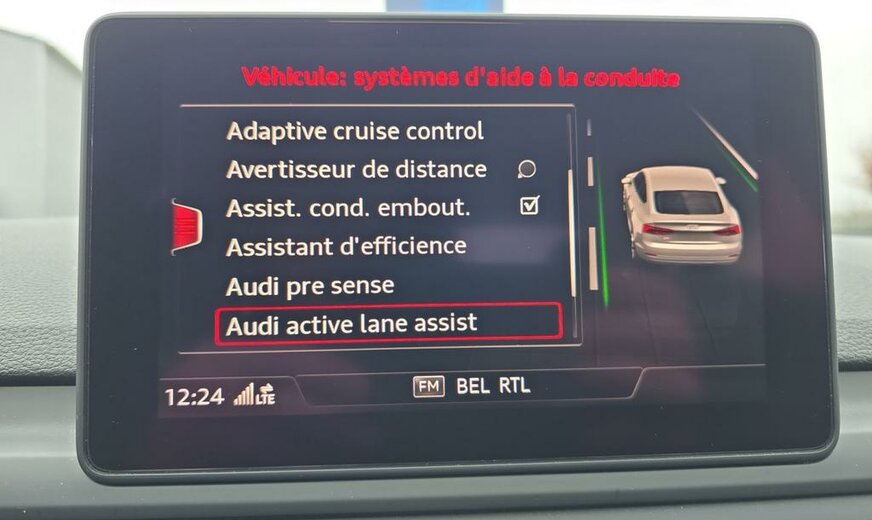 Véhicule: systèmes d'aide à la conduite
Adaptive cruise control
Avertisseur de distance
Assist. cond. embout.
Assistant d'efficience
Audi pre sense
Audi active lane assist
12:24 LTE FM BEL RTL